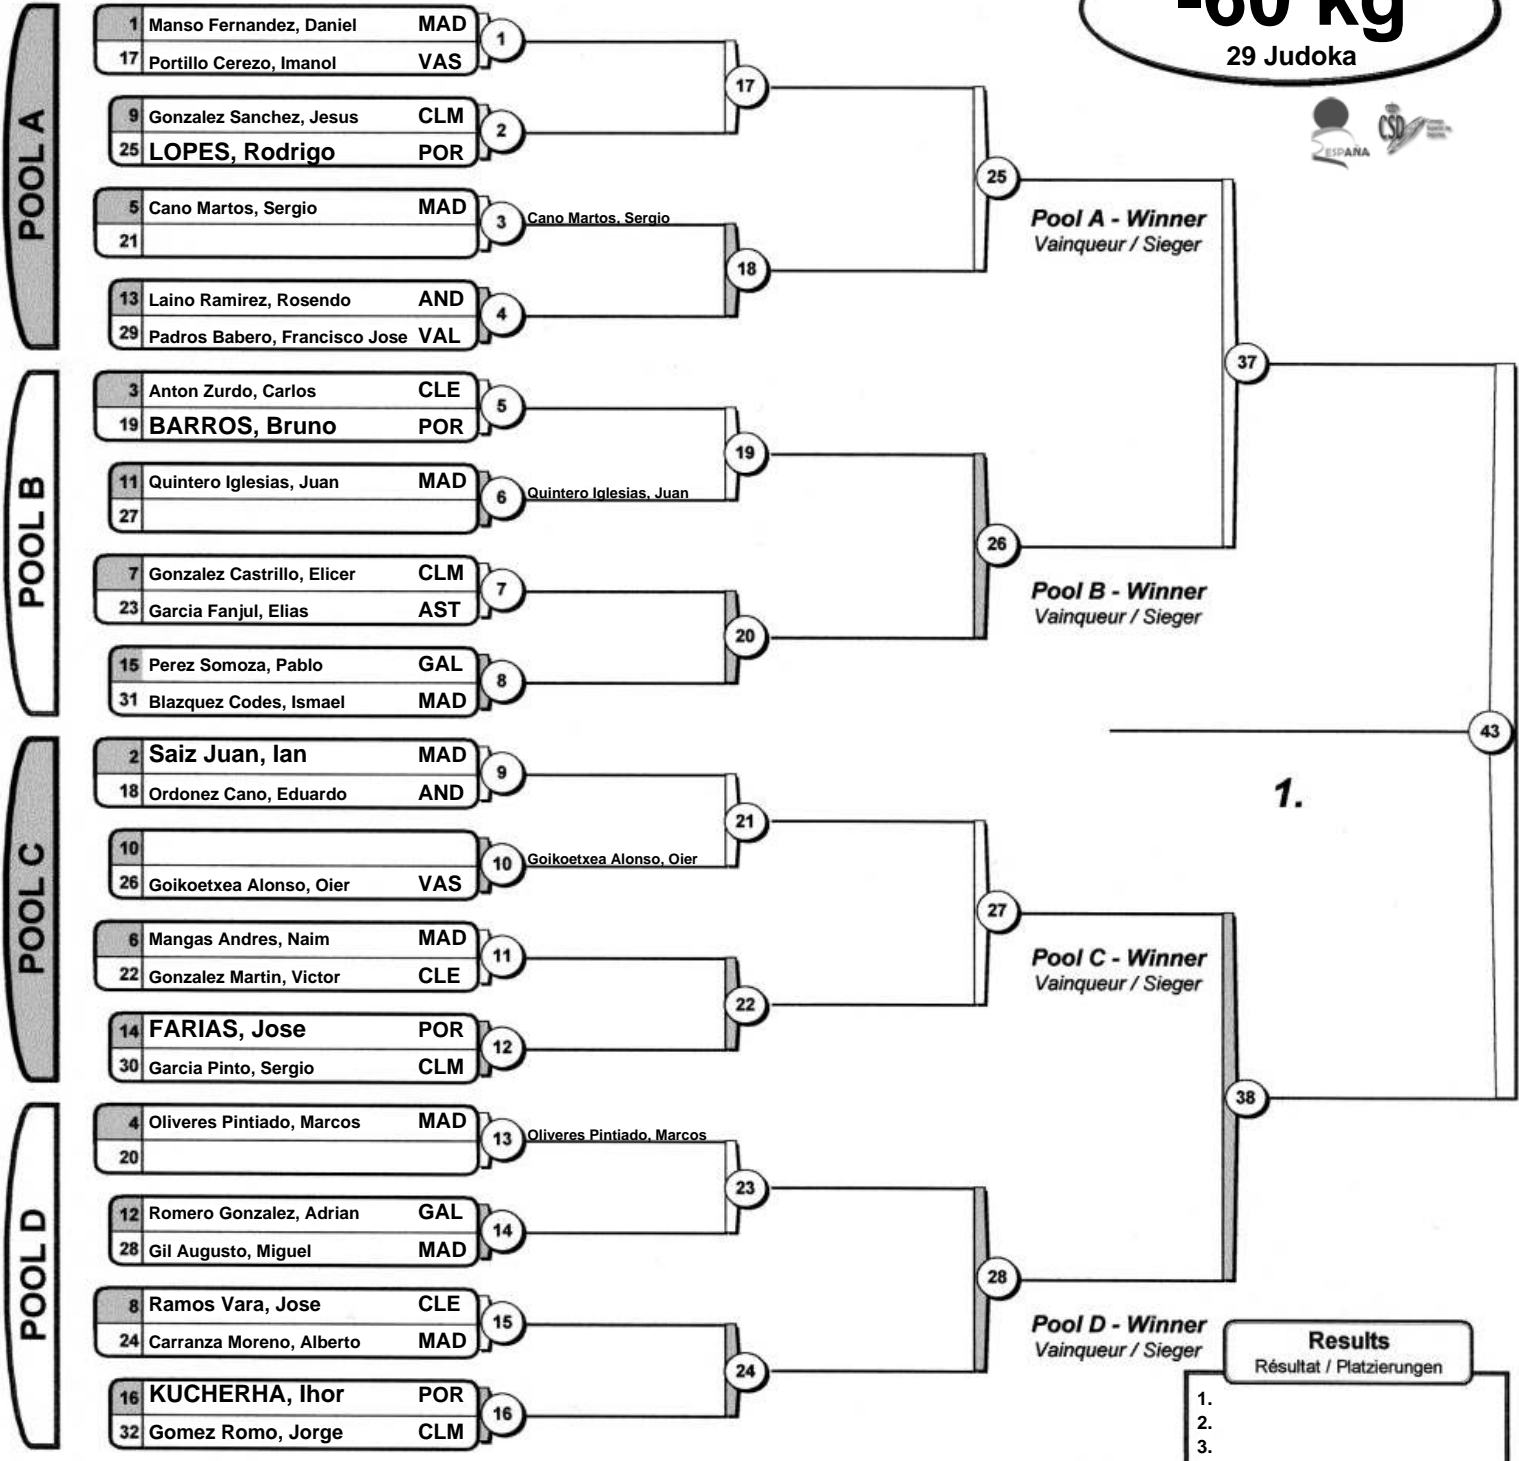 -60 kg
29 Judoka
ESPAÑA
CSD
POOL A
1 Manso Fernandez, Daniel MAD
17 Portillo Cerezo, Imanol VAS
1
9 Gonzalez Sanchez, Jesus CLM
25 LOPES, Rodrigo POR
2
5 Cano Martos, Sergio MAD
21
3 Cano Martos, Sergio
13 Laino Ramirez, Rosendo AND
29 Padros Babero, Francisco Jose VAL
4
17
18
25
Pool A - Winner
Vainqueur / Sieger
POOL B
3 Anton Zurdo, Carlos CLE
19 BARROS, Bruno POR
5
11 Quintero Iglesias, Juan MAD
27
6 Quintero Iglesias, Juan
7 Gonzalez Castrillo, Elicer CLM
23 Garcia Fanjul, Elias AST
7
15 Perez Somoza, Pablo GAL
31 Blazquez Codes, Ismael MAD
8
19
20
26
Pool B - Winner
Vainqueur / Sieger
37
POOL C
2 Saiz Juan, Ian MAD
18 Ordonez Cano, Eduardo AND
9
10
26 Goikoetxea Alonso, Oier VAS
10 Goikoetxea Alonso, Oier
6 Mangas Andres, Naim MAD
22 Gonzalez Martin, Victor CLE
11
14 FARIAS, Jose POR
30 Garcia Pinto, Sergio CLM
12
21
22
27
Pool C - Winner
Vainqueur / Sieger
POOL D
4 Oliveres Pintiado, Marcos MAD
20
13 Oliveres Pintiado, Marcos
12 Romero Gonzalez, Adrian GAL
28 Gil Augusto, Miguel MAD
14
8 Ramos Vara, Jose CLE
24 Carranza Moreno, Alberto MAD
15
16 KUCHERHA, Ihor POR
32 Gomez Romo, Jorge CLM
16
23
24
28
Pool D - Winner
Vainqueur / Sieger
38
43
1.
Results
Résultat / Platzierungen
1.
2.
3.